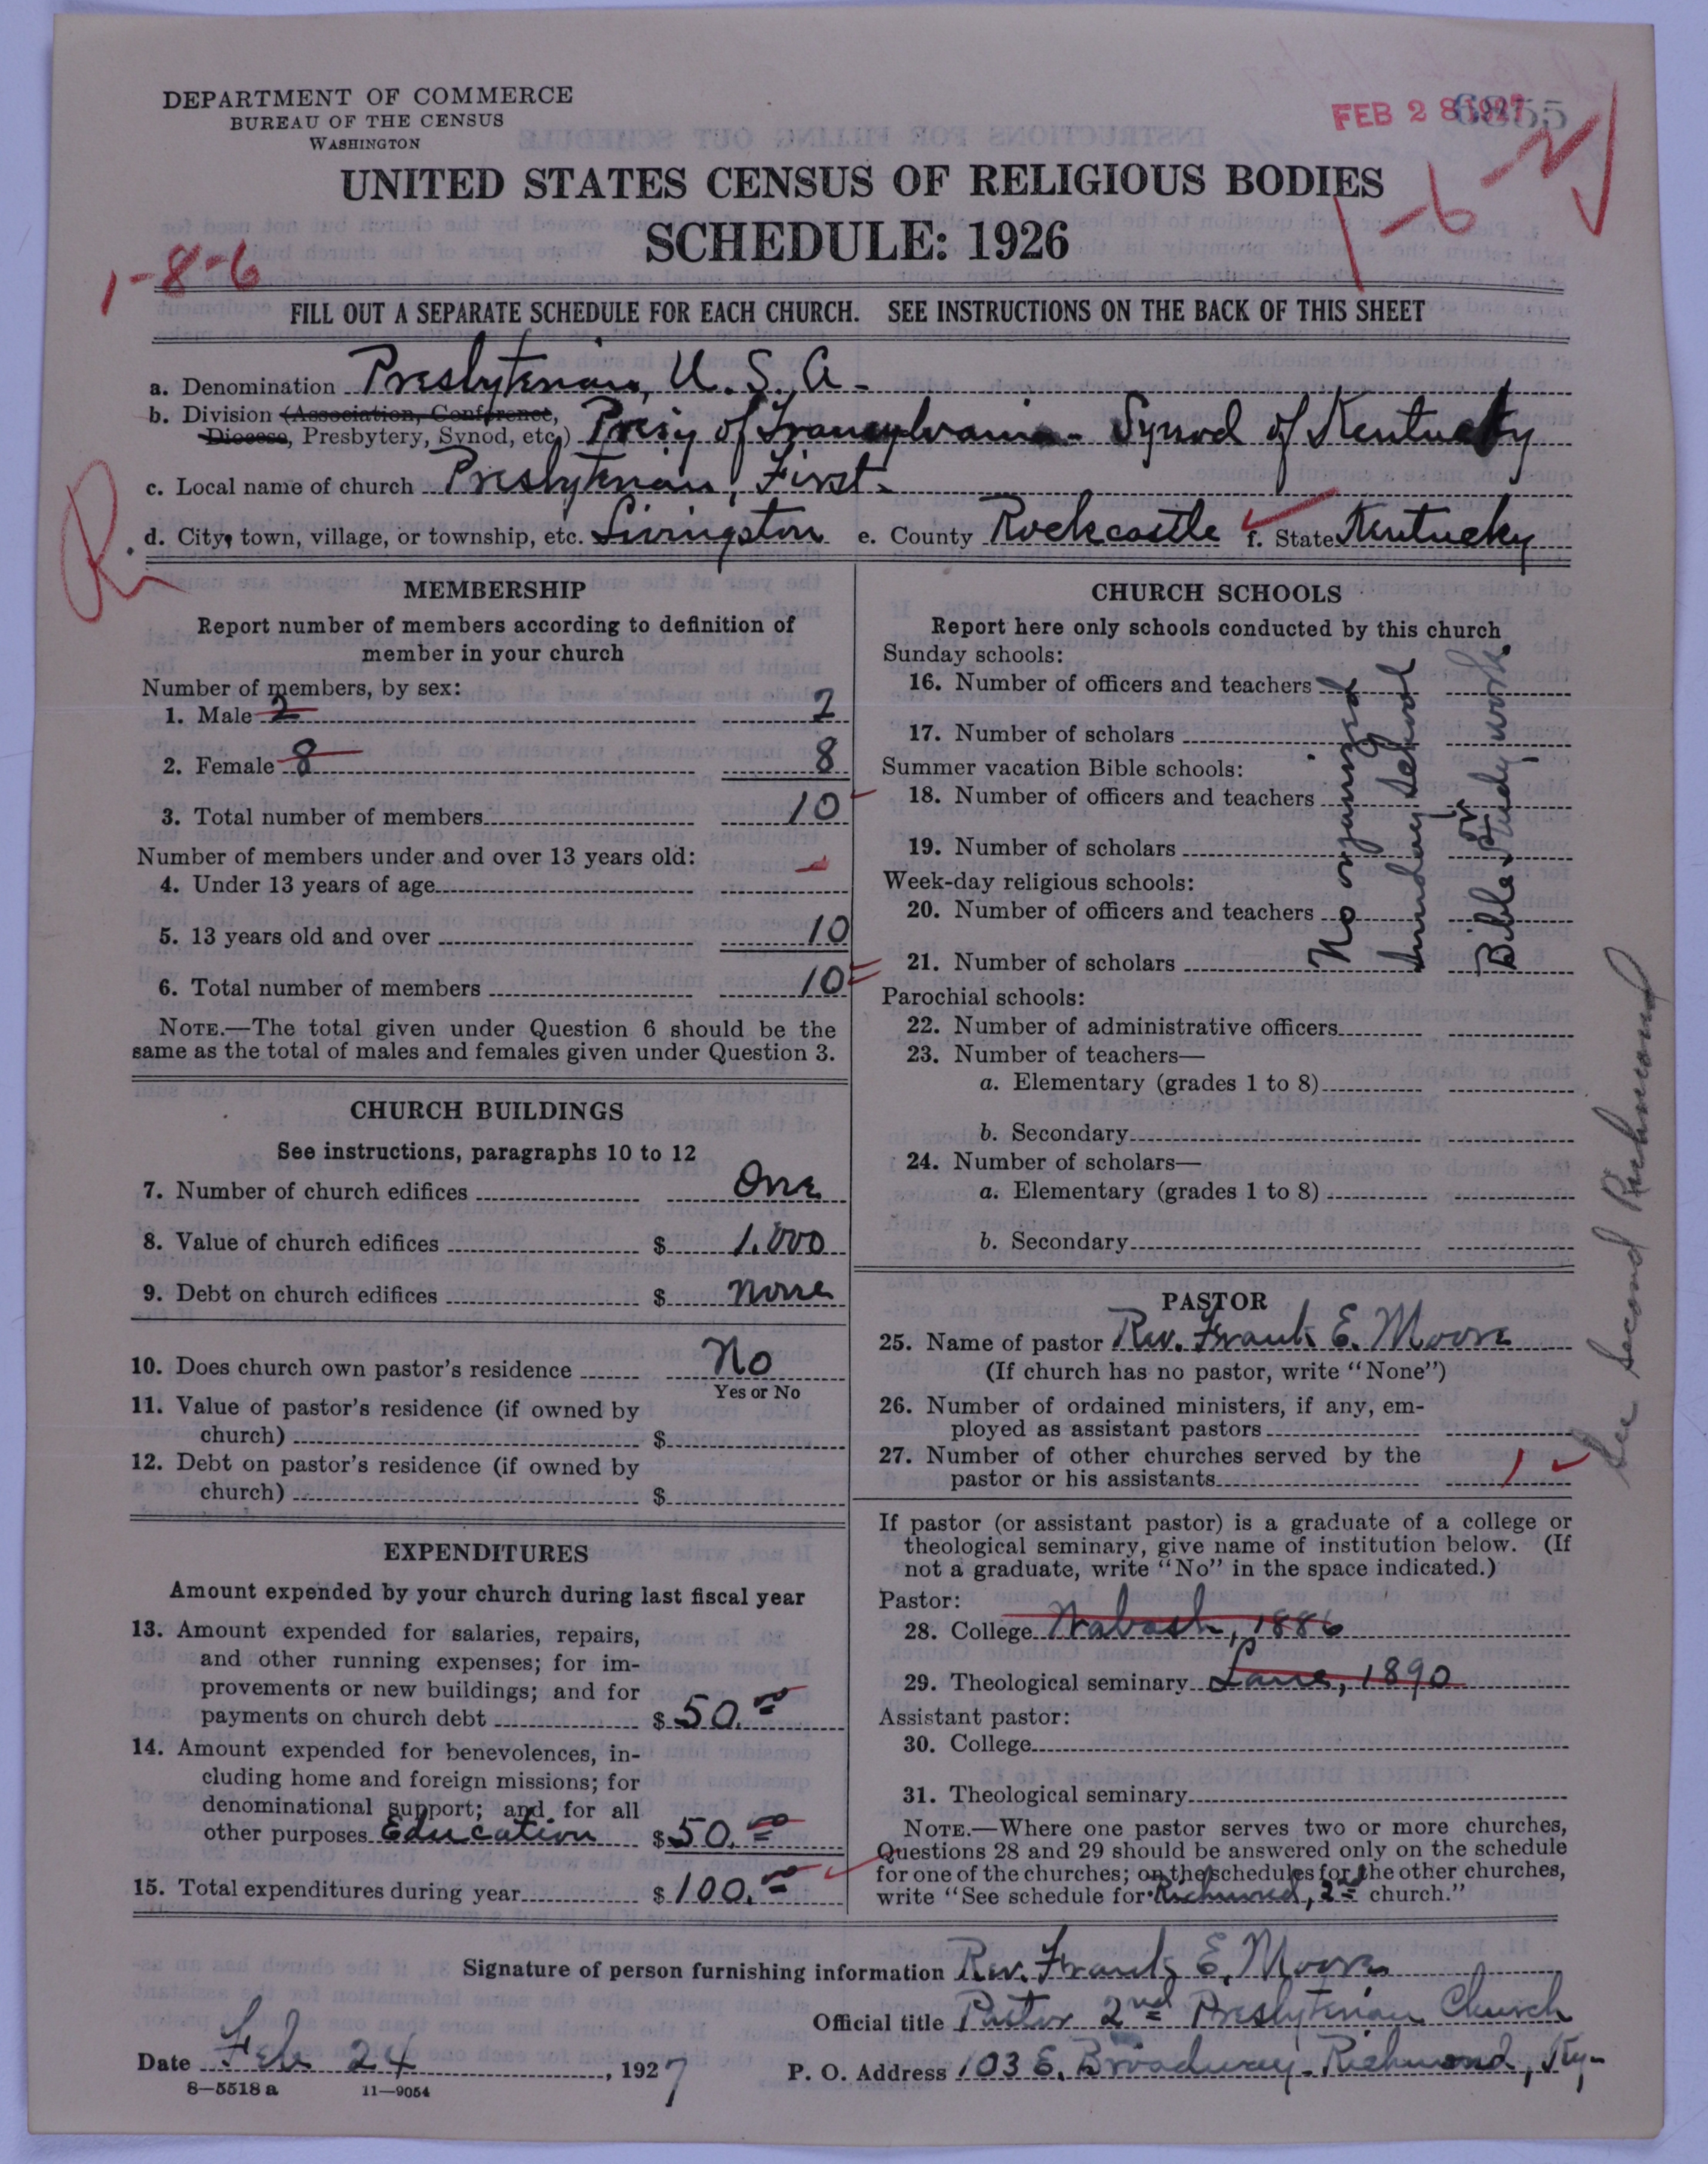 DEPARTMENT OF COMMERCE
BUREAU OF THE CENSUS
WASHINGTON
FEB 28 1927
6855
UNITED STATES CENSUS OF RELIGIOUS BODIES
SCHEDULE: 1926
1-8-6
FILL OUT A SEPARATE SCHEDULE FOR EACH CHURCH. SEE INSTRUCTIONS ON THE BACK OF THIS SHEET
a. Denomination Presbyterian, U. S. A.
b. Division (Association, Conference,
Diocese, Presbytery, Synod, etc.) Presy of Transylvania - Synod of Kentucky
c. Local name of church Presbyterian, First.
d. City, town, village, or township, etc. Livingston e. County Rockcastle f. State Kentucky
MEMBERSHIP
Report number of members according to definition of
member in your church
Number of members, by sex:
1. Male 2 2
2. Female 8 8
3. Total number of members 10
Number of members under and over 13 years old:
4. Under 13 years of age
5. 13 years old and over 10
6. Total number of members 10
NOTE.—The total given under Question 6 should be the
same as the total of males and females given under Question 3.
CHURCH BUILDINGS
See instructions, paragraphs 10 to 12
7. Number of church edifices One
8. Value of church edifices $ 1.000
9. Debt on church edifices $ none
10. Does church own pastor's residence No
Yes or No
11. Value of pastor's residence (if owned by
church) $
12. Debt on pastor's residence (if owned by
church) $
EXPENDITURES
Amount expended by your church during last fiscal year
13. Amount expended for salaries, repairs,
and other running expenses; for im-
provements or new buildings; and for
payments on church debt $ 50.00
14. Amount expended for benevolences, in-
cluding home and foreign missions; for
denominational support; and for all
other purposes Education $ 50.00
15. Total expenditures during year $ 100.00
CHURCH SCHOOLS
Report here only schools conducted by this church
Sunday schools:
16. Number of officers and teachers
17. Number of scholars
Summer vacation Bible schools:
18. Number of officers and teachers
19. Number of scholars
Week-day religious schools:
20. Number of officers and teachers
21. Number of scholars
No organized
Sunday School
or
Bible Study work.
Parochial schools:
22. Number of administrative officers
23. Number of teachers—
a. Elementary (grades 1 to 8)
b. Secondary
24. Number of scholars—
a. Elementary (grades 1 to 8)
b. Secondary
PASTOR
25. Name of pastor Rev. Frank E. Moore
(If church has no pastor, write "None")
26. Number of ordained ministers, if any, em-
ployed as assistant pastors
27. Number of other churches served by the
pastor or his assistants 1
See Second Richmond
If pastor (or assistant pastor) is a graduate of a college or
theological seminary, give name of institution below. (If
not a graduate, write "No" in the space indicated.)
Pastor:
28. College Wabash, 1886
29. Theological seminary Lane, 1890
Assistant pastor:
30. College
31. Theological seminary
NOTE.—Where one pastor serves two or more churches,
Questions 28 and 29 should be answered only on the schedule
for one of the churches; on the schedules for the other churches,
write "See schedule for Richmond, 2nd church."
Signature of person furnishing information Rev. Frank E. Moore
Official title Pastor 2nd Presbyterian Church
Date Feb 24, 1927 P. O. Address 103 E. Broadway. Richmond, Ky.
8—5518 a 11—9054